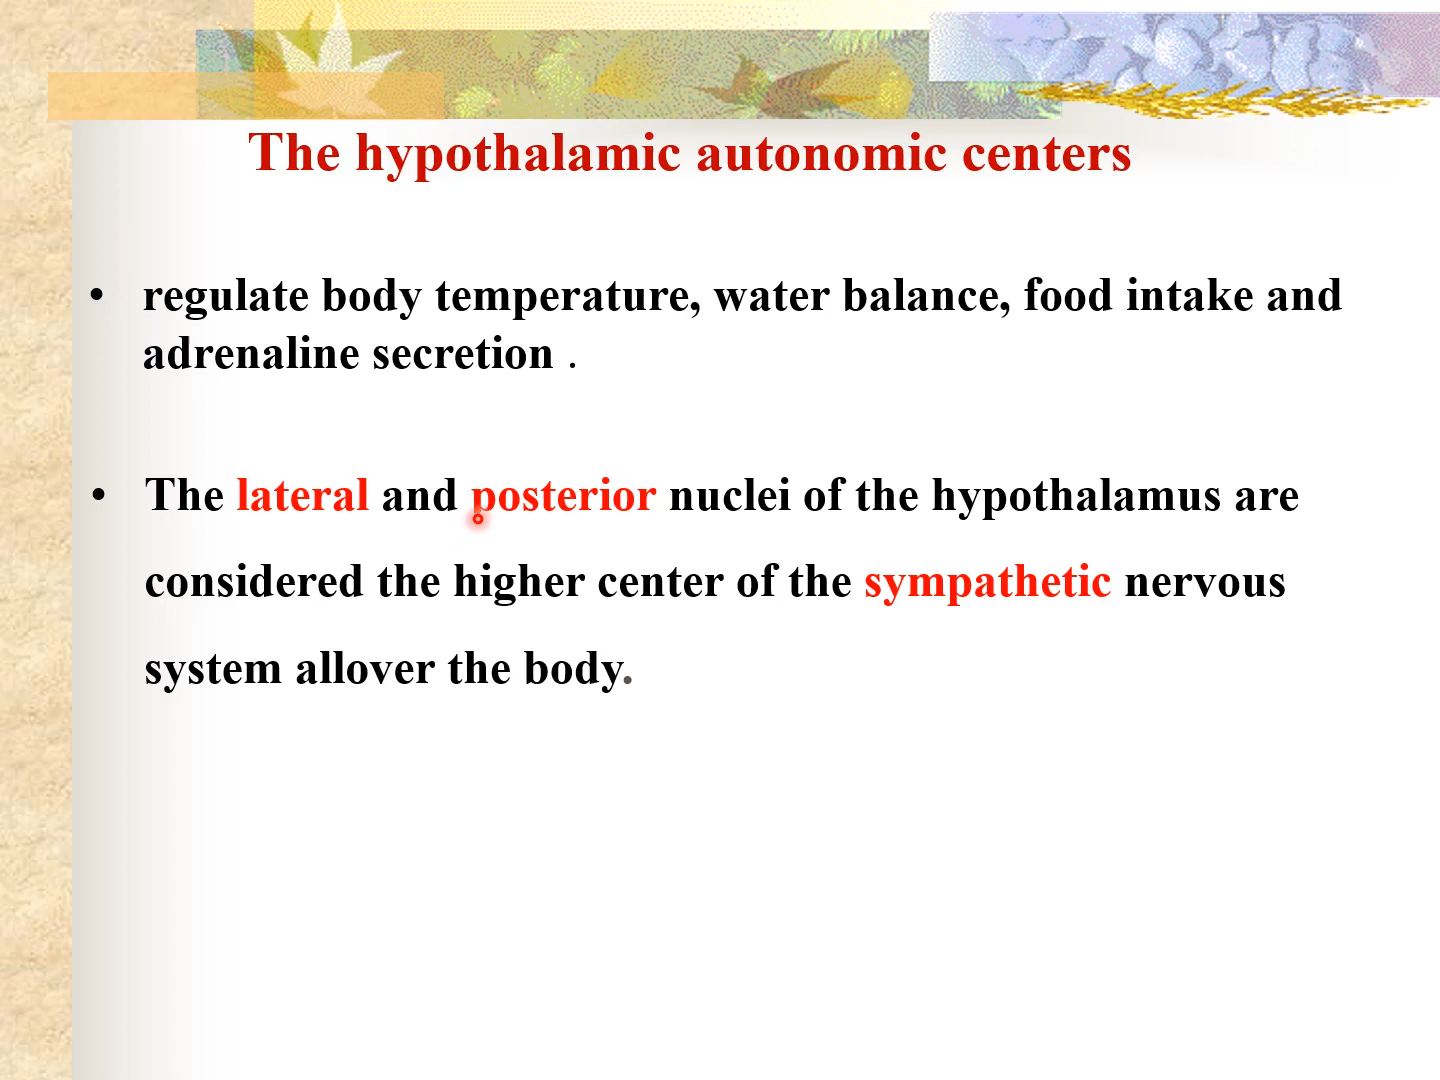 The hypothalamic autonomic centers
• regulate body temperature, water balance, food intake and
adrenaline secretion .
• The lateral and posterior nuclei of the hypothalamus are
considered the higher center of the sympathetic nervous
system allover the body.